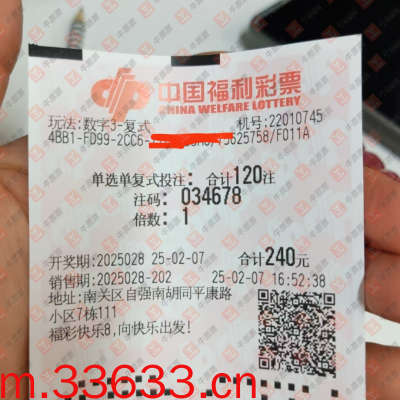 中国福利彩票
CHINA WELFARE LOTTERY
玩法:数字3-复式 机号:22010745
4BB1-FD99-2CC6- 5625758/F011A
单选单复式投注: 合计120注
注码: 034678
倍数: 1
开奖期:2025028 25-02-07 合计240元
销售期:2025028-202 25-02-07 16:52:38
地址:南关区自强南胡同平康路
小区7栋111
福彩快乐8,向快乐出发!
m.33633.cn